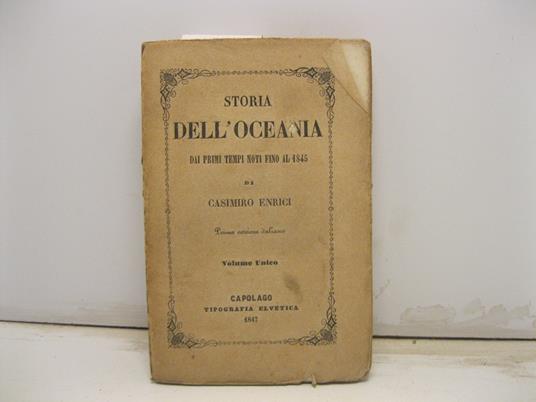 STORIA
DELL'OCEANIA
DAI PRIMI TEMPI NOTI FINO AL 1845
DI
CASIMIRO ENRICI
Prima versione italiana
Volume Unico
CAPOLAGO
TIPOGRAFIA ELVETICA
1847